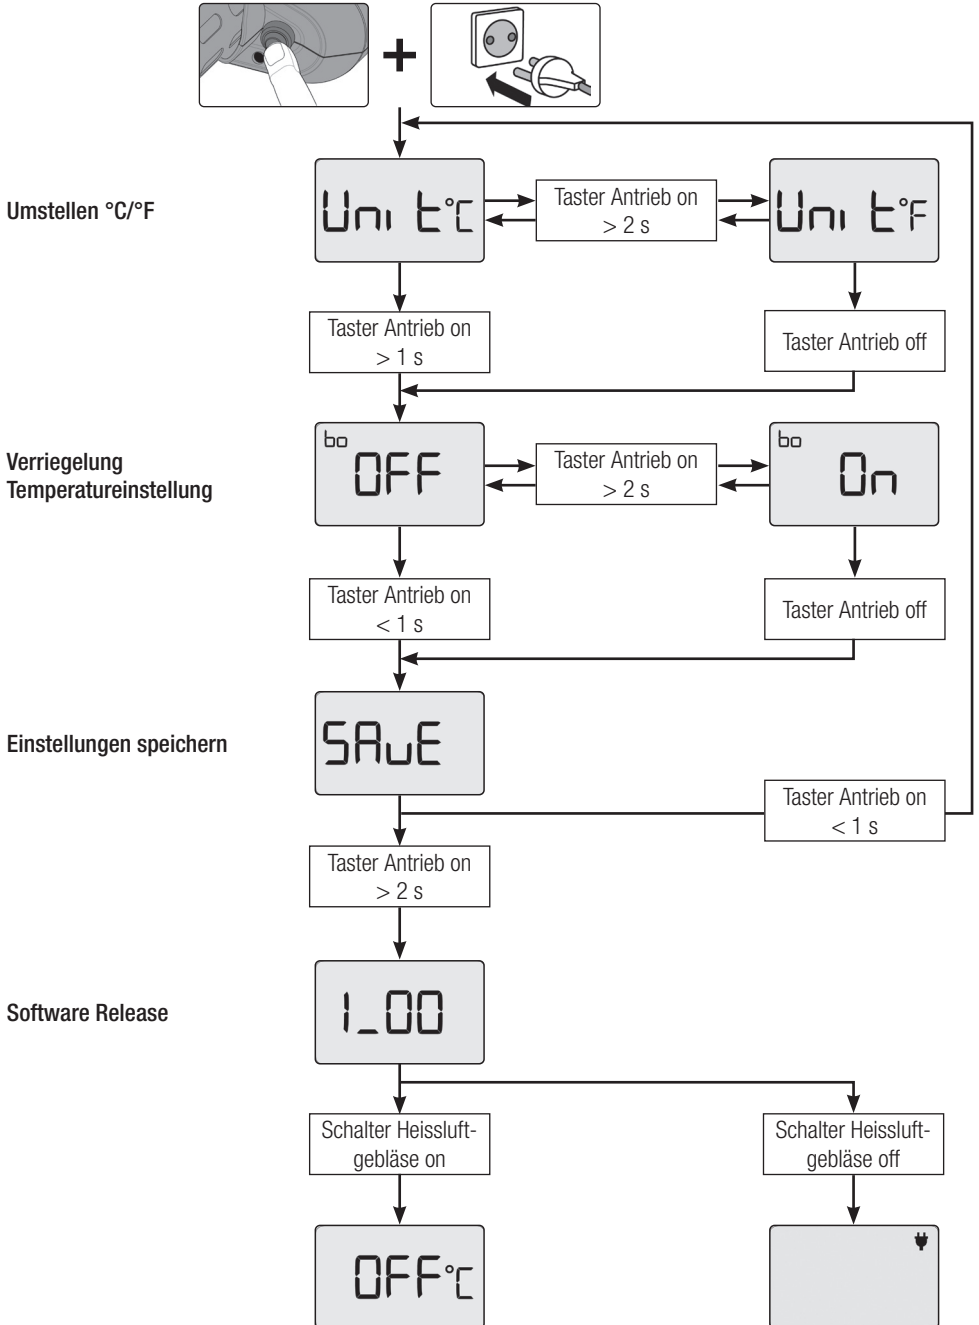 Umstellen °C/°F
Unit°C
Taster Antrieb on
> 2 s
Unit°F
Taster Antrieb on
> 1 s
Taster Antrieb off
Verriegelung
Temperatureinstellung
bo
OFF
Taster Antrieb on
> 2 s
bo
On
Taster Antrieb on
< 1 s
Taster Antrieb off
Einstellungen speichern
SAvE
Taster Antrieb on
< 1 s
Taster Antrieb on
> 2 s
Software Release
1_00
Schalter Heissluft-
gebläse on
Schalter Heissluft-
gebläse off
OFF°C